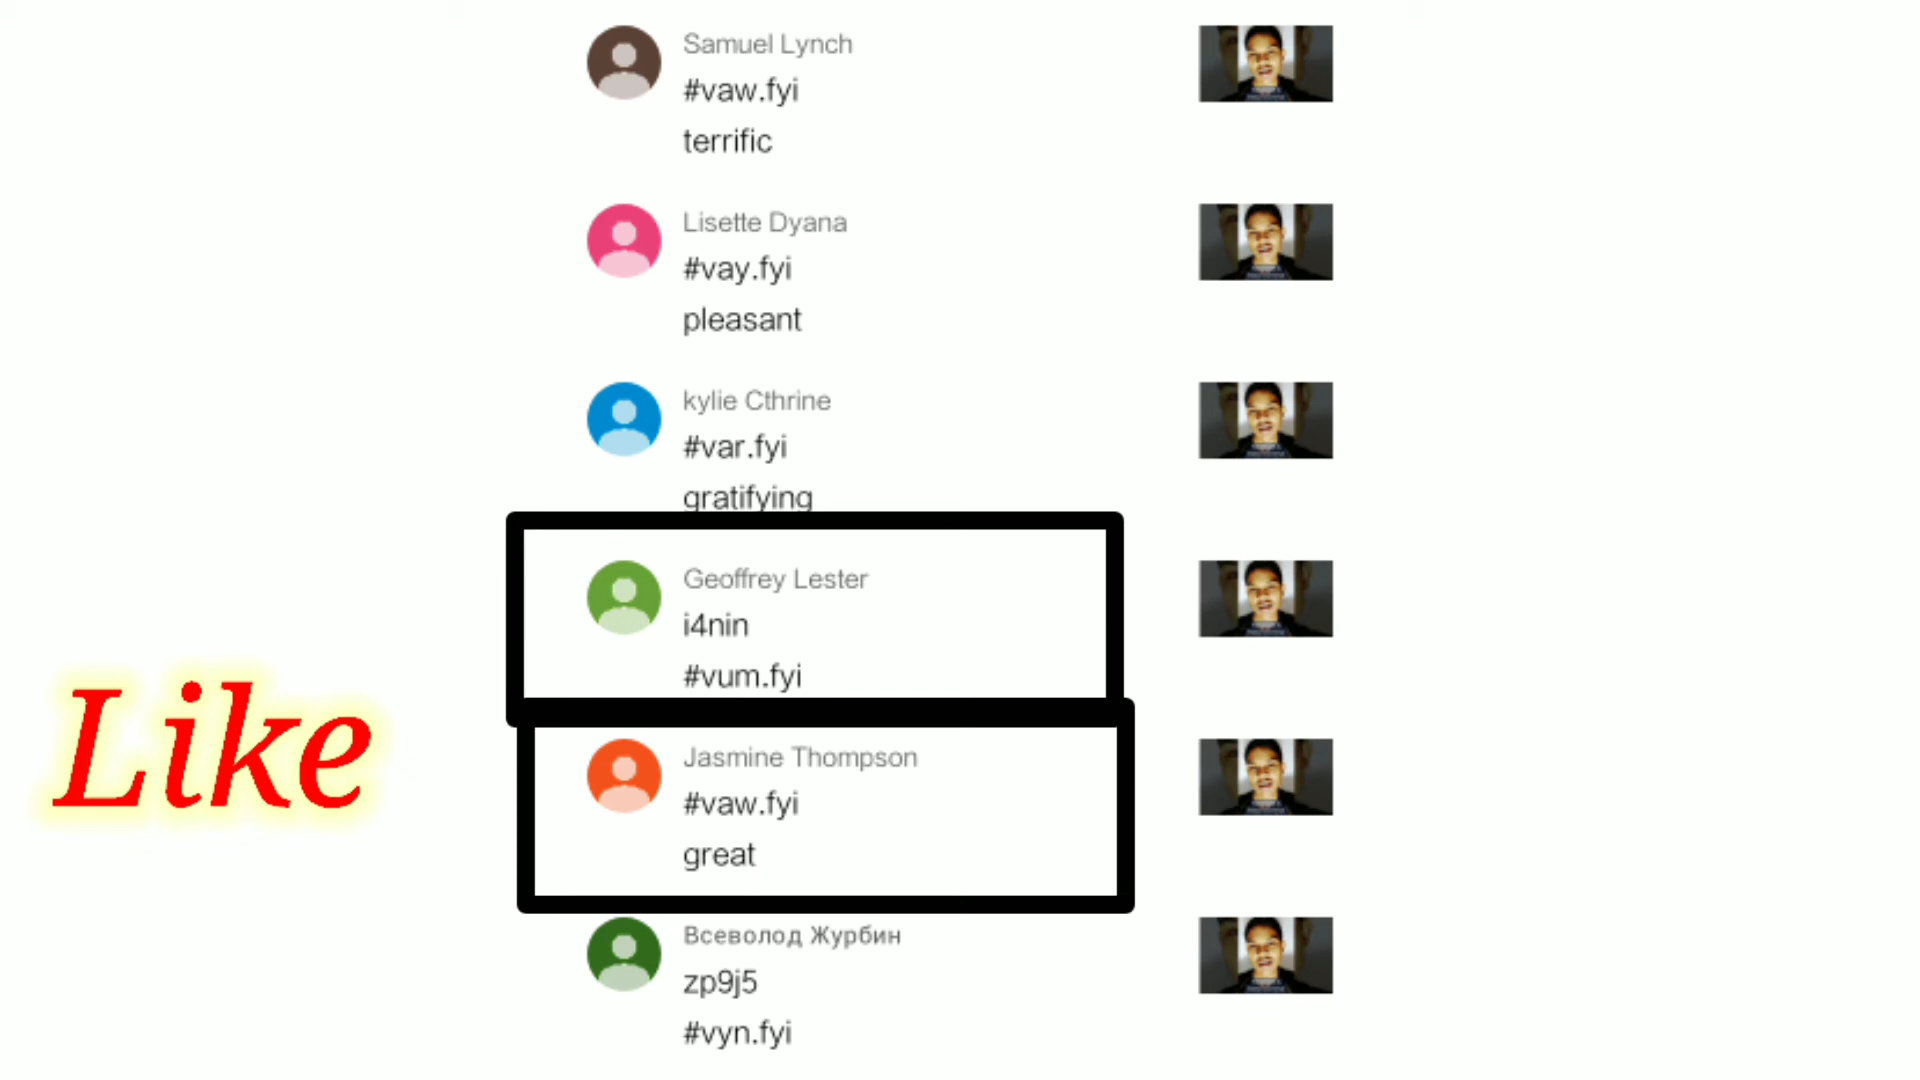 Samuel Lynch
#vaw.fyi
terrific
Lisette Dyana
#vay.fyi
pleasant
kylie Cthrine
#var.fyi
gratifying
Geoffrey Lester
i4nin
#vum.fyi
Like
Jasmine Thompson
#vaw.fyi
great
Всеволод Журбин
zp9j5
#vyn.fyi